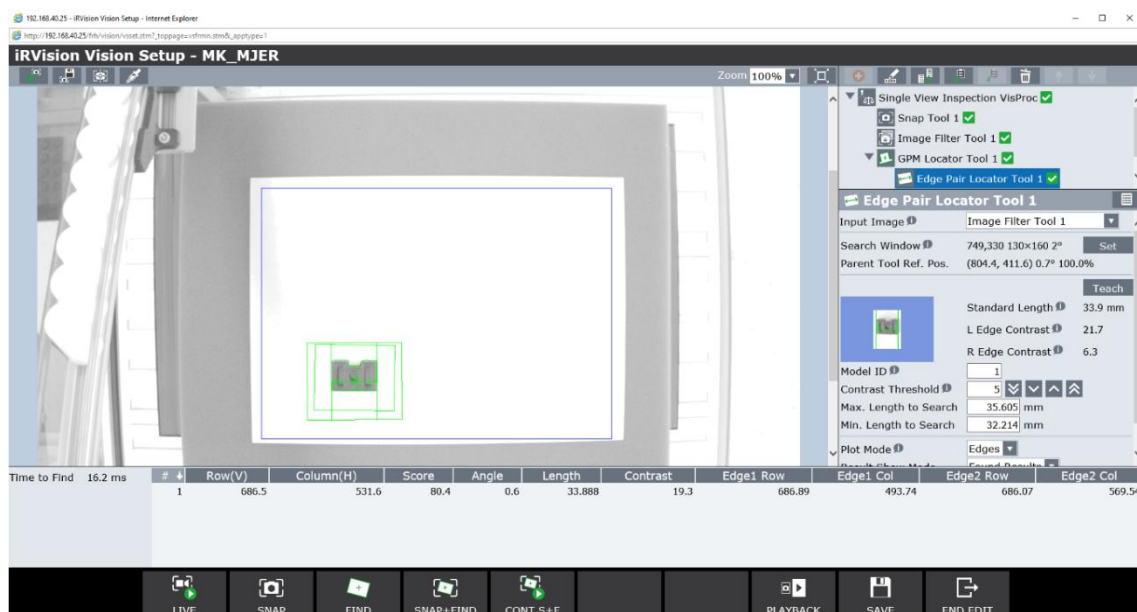 192.168.40.25 - iRVision Vision Setup - Internet Explorer
http://192.168.40.25/frh/vision/vsset.stm?_toppage=vsfrmn.stm&_apptype=1
iRVision Vision Setup - MK_MJER
Zoom 100%
Single View Inspection VisProc
Snap Tool 1
Image Filter Tool 1
GPM Locator Tool 1
Edge Pair Locator Tool 1
Edge Pair Locator Tool 1
Input Image Image Filter Tool 1
Search Window 749,330 130×160 2° Set
Parent Tool Ref. Pos. (804.4, 411.6) 0.7° 100.0%
Teach
Standard Length 33.9 mm
L Edge Contrast 21.7
R Edge Contrast 6.3
Model ID 1
Contrast Threshold 5
Max. Length to Search 35.605 mm
Min. Length to Search 32.214 mm
Plot Mode Edges
Result Show Mode Found Results
Time to Find 16.2 ms
# Row(V) Column(H) Score Angle Length Contrast Edge1 Row Edge1 Col Edge2 Row Edge2 Col
1 686.5 531.6 80.4 0.6 33.888 19.3 686.89 493.74 686.07 569.54
LIVE SNAP FIND SNAP+FIND CONT S+F PLAYBACK SAVE END EDIT